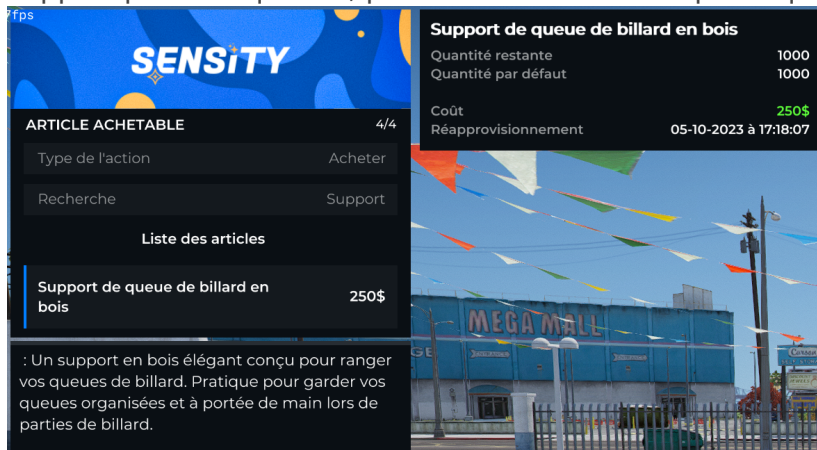 7fps
SENSITY
ARTICLE ACHETABLE 4/4
Type de l'action Acheter
Recherche Support
Liste des articles
Support de queue de billard en
bois
250$
: Un support en bois élégant conçu pour ranger
vos queues de billard. Pratique pour garder vos
queues organisées et à portée de main lors de
parties de billard.
Support de queue de billard en bois
Quantité restante 1000
Quantité par défaut 1000
Coût 250$
Réapprovisionnement 05-10-2023 à 17:18:07
MEGA MALL